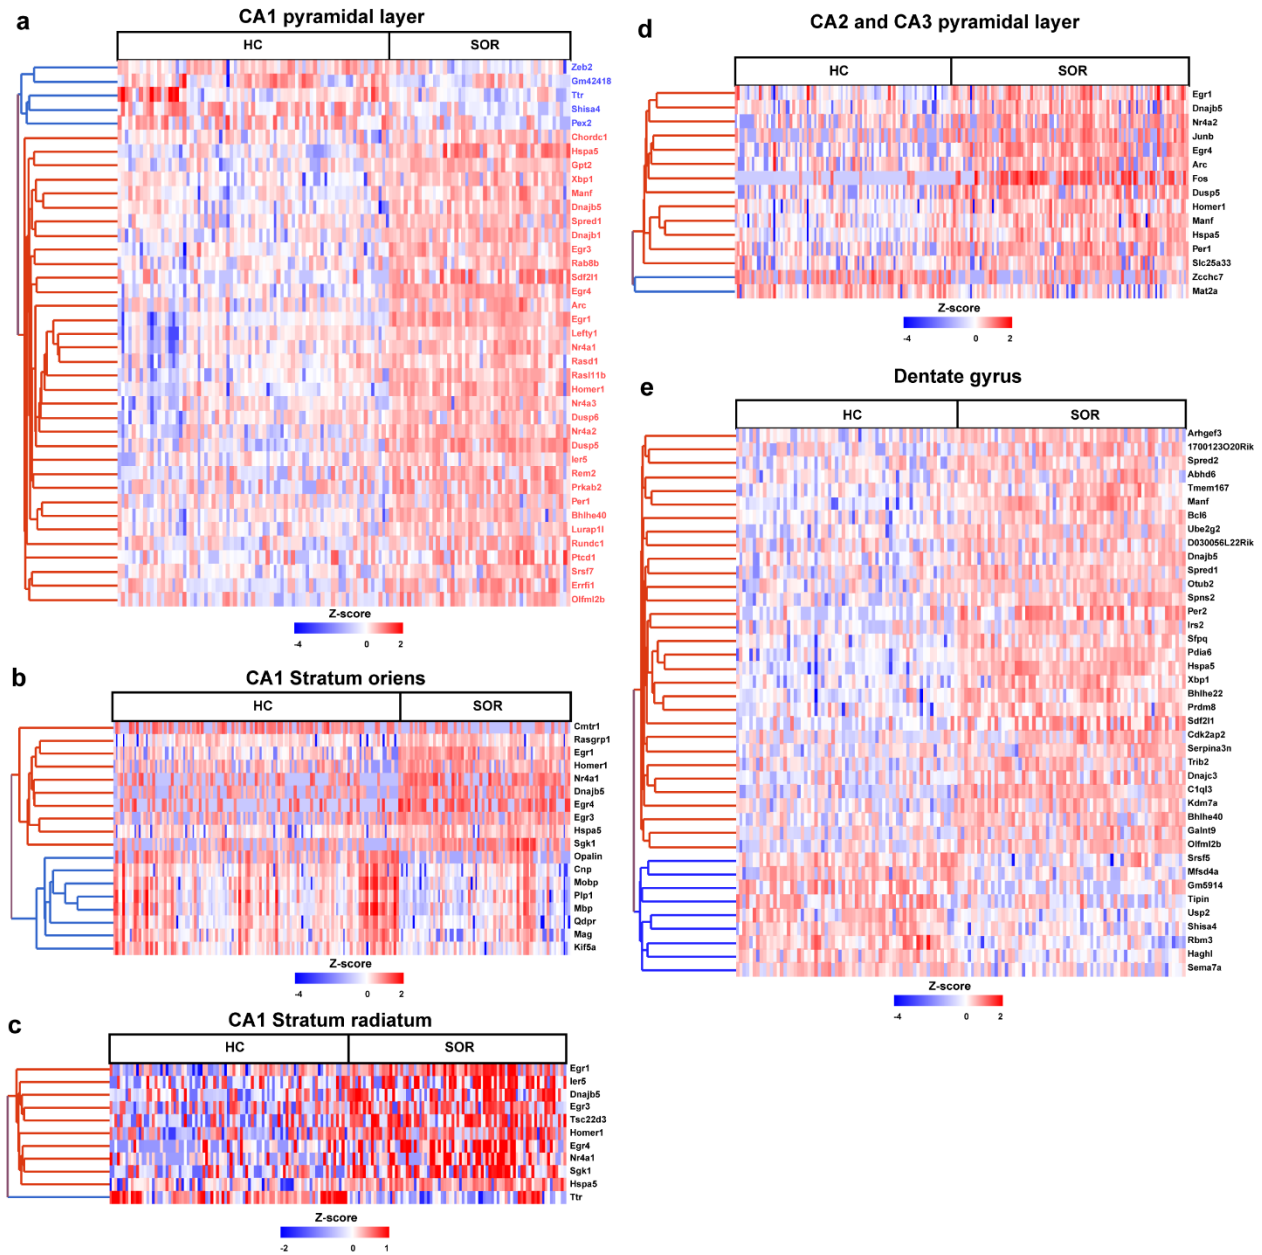 a
CA1 pyramidal layer
HC
SOR
Zeb2
Gm42418
Ttr
Shisa4
Pex2
Chordc1
Hspa5
Gpt2
Xbp1
Manf
Dnajb5
Spred1
Dnajb1
Egr3
Rab8b
Sdf2l1
Egr4
Arc
Egr1
Lefty1
Nr4a1
Rasd1
Rasl11b
Homer1
Nr4a3
Dusp6
Nr4a2
Dusp5
Ier5
Rem2
Prkab2
Per1
Bhlhe40
Lurap1l
Rundc1
Ptcd1
Srsf7
Errfi1
Olfml2b
Z-score
-4
0
2
b
CA1 Stratum oriens
HC
SOR
Cmtr1
Rasgrp1
Egr1
Homer1
Nr4a1
Dnajb5
Egr4
Egr3
Hspa5
Sgk1
Opalin
Cnp
Mobp
Plp1
Mbp
Qdpr
Mag
Kif5a
Z-score
-4
0
2
c
CA1 Stratum radiatum
HC
SOR
Egr1
Ier5
Dnajb5
Egr3
Tsc22d3
Homer1
Egr4
Nr4a1
Sgk1
Hspa5
Ttr
Z-score
-2
0
1
d
CA2 and CA3 pyramidal layer
HC
SOR
Egr1
Dnajb5
Nr4a2
Junb
Egr4
Arc
Fos
Dusp5
Homer1
Manf
Hspa5
Per1
Slc25a33
Zcchc7
Mat2a
Z-score
-4
0
2
e
Dentate gyrus
HC
SOR
Arhgef3
1700123O20Rik
Spred2
Abhd6
Tmem167
Manf
Bcl6
Ube2g2
D030056L22Rik
Dnajb5
Spred1
Otub2
Spns2
Per2
Irs2
Sfpq
Pdia6
Hspa5
Xbp1
Bhlhe22
Prdm8
Sdf2l1
Cdk2ap2
Serpina3n
Trib2
Dnajc3
C1ql3
Kdm7a
Bhlhe40
Galnt9
Olfml2b
Srsf5
Mfsd4a
Gm5914
Tipin
Usp2
Shisa4
Rbm3
Haghl
Sema7a
Z-score
-4
0
2